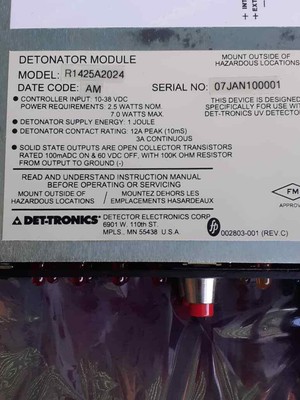 + INT
+ EXT
DETONATOR MODULE
MODEL: R1425A2024
DATE CODE: AM
SERIAL NO: 07JAN100001
MOUNT OUTSIDE OF
HAZARDOUS LOCATIONS
● CONTROLLER INPUT: 10-38 VDC
POWER REQUIREMENTS: 2.5 WATTS NOM.
7.0 WATTS MAX.
● DETONATOR SUPPLY ENERGY: 1 JOULE
● DETONATOR CONTACT RATING: 12A PEAK (10mS)
3A CONTINUOUS
● SOLID STATE OUTPUTS ARE OPEN COLLECTOR TRANSISTORS
RATED 100mADC ON & 60 VDC OFF, WITH 100K OHM RESISTOR
FROM OUTPUT TO GROUND (-)
THIS DEVICE IS DESIGNED
SPECIFICALLY FOR USE WITH
DET-TRONICS UV DETECTOR
READ AND UNDERSTAND INSTRUCTION MANUAL
BEFORE OPERATING OR SERVICING
MOUNT OUTSIDE OF
HAZARDOUS LOCATIONS
/ MONTEZ DEHORS LES
EMPLACEMENTS HASARDEAUX
FM
APPROV
DET-TRONICS
DETECTOR ELECTRONICS CORP.
6901 W. 110th ST.
MPLS., MN 55438 U.S.A.
fp
002803-001 (REV C)